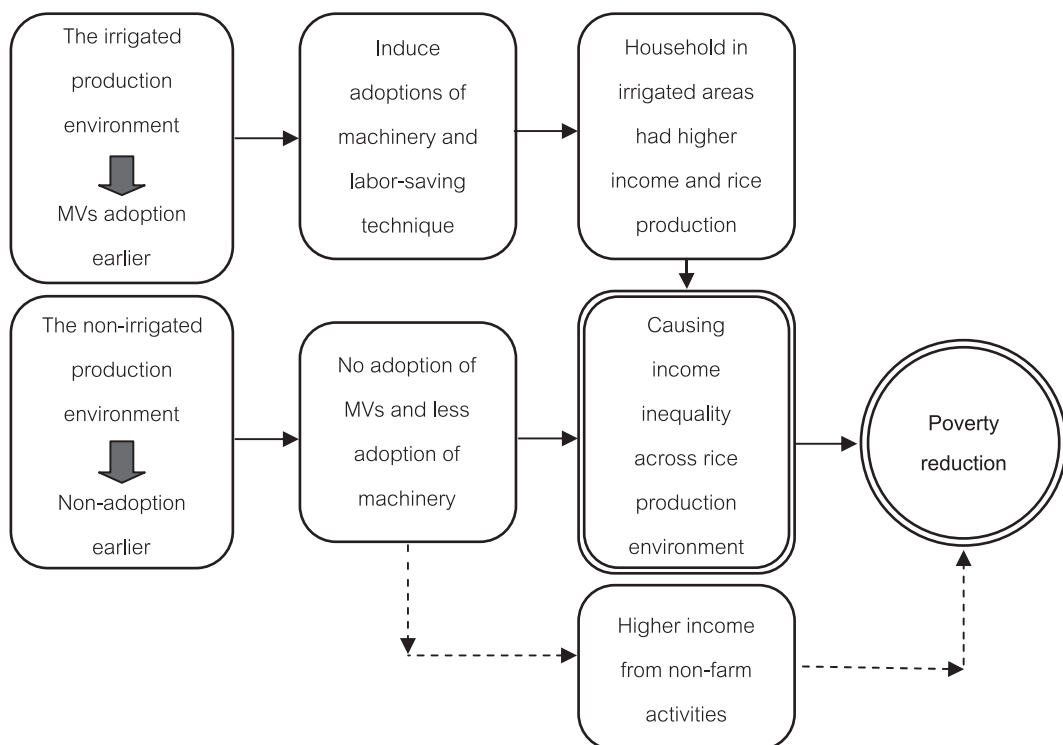 The irrigated
production
environment
MVs adoption
earlier
Induce
adoptions of
machinery and
labor-saving
technique
Household in
irrigated areas
had higher
income and rice
production
The non-irrigated
production
environment
Non-adoption
earlier
No adoption of
MVs and less
adoption of
machinery
Causing
income
inequality
across rice
production
environment
Poverty
reduction
Higher income
from non-farm
activities